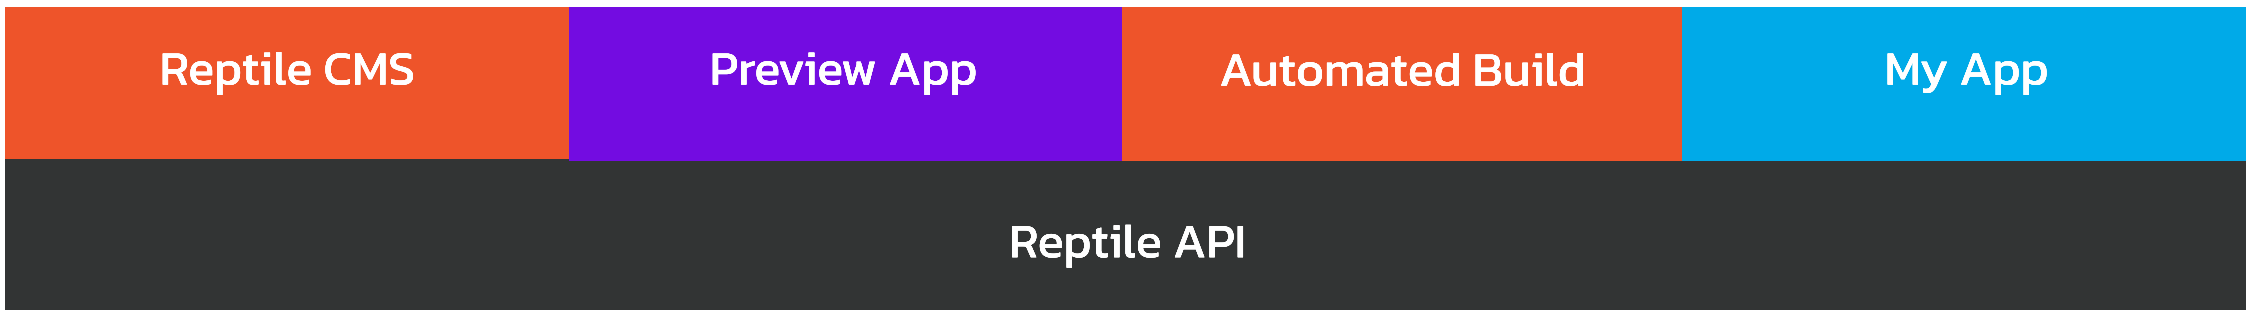 Reptile CMS
Preview App
Automated Build
My App
Reptile API